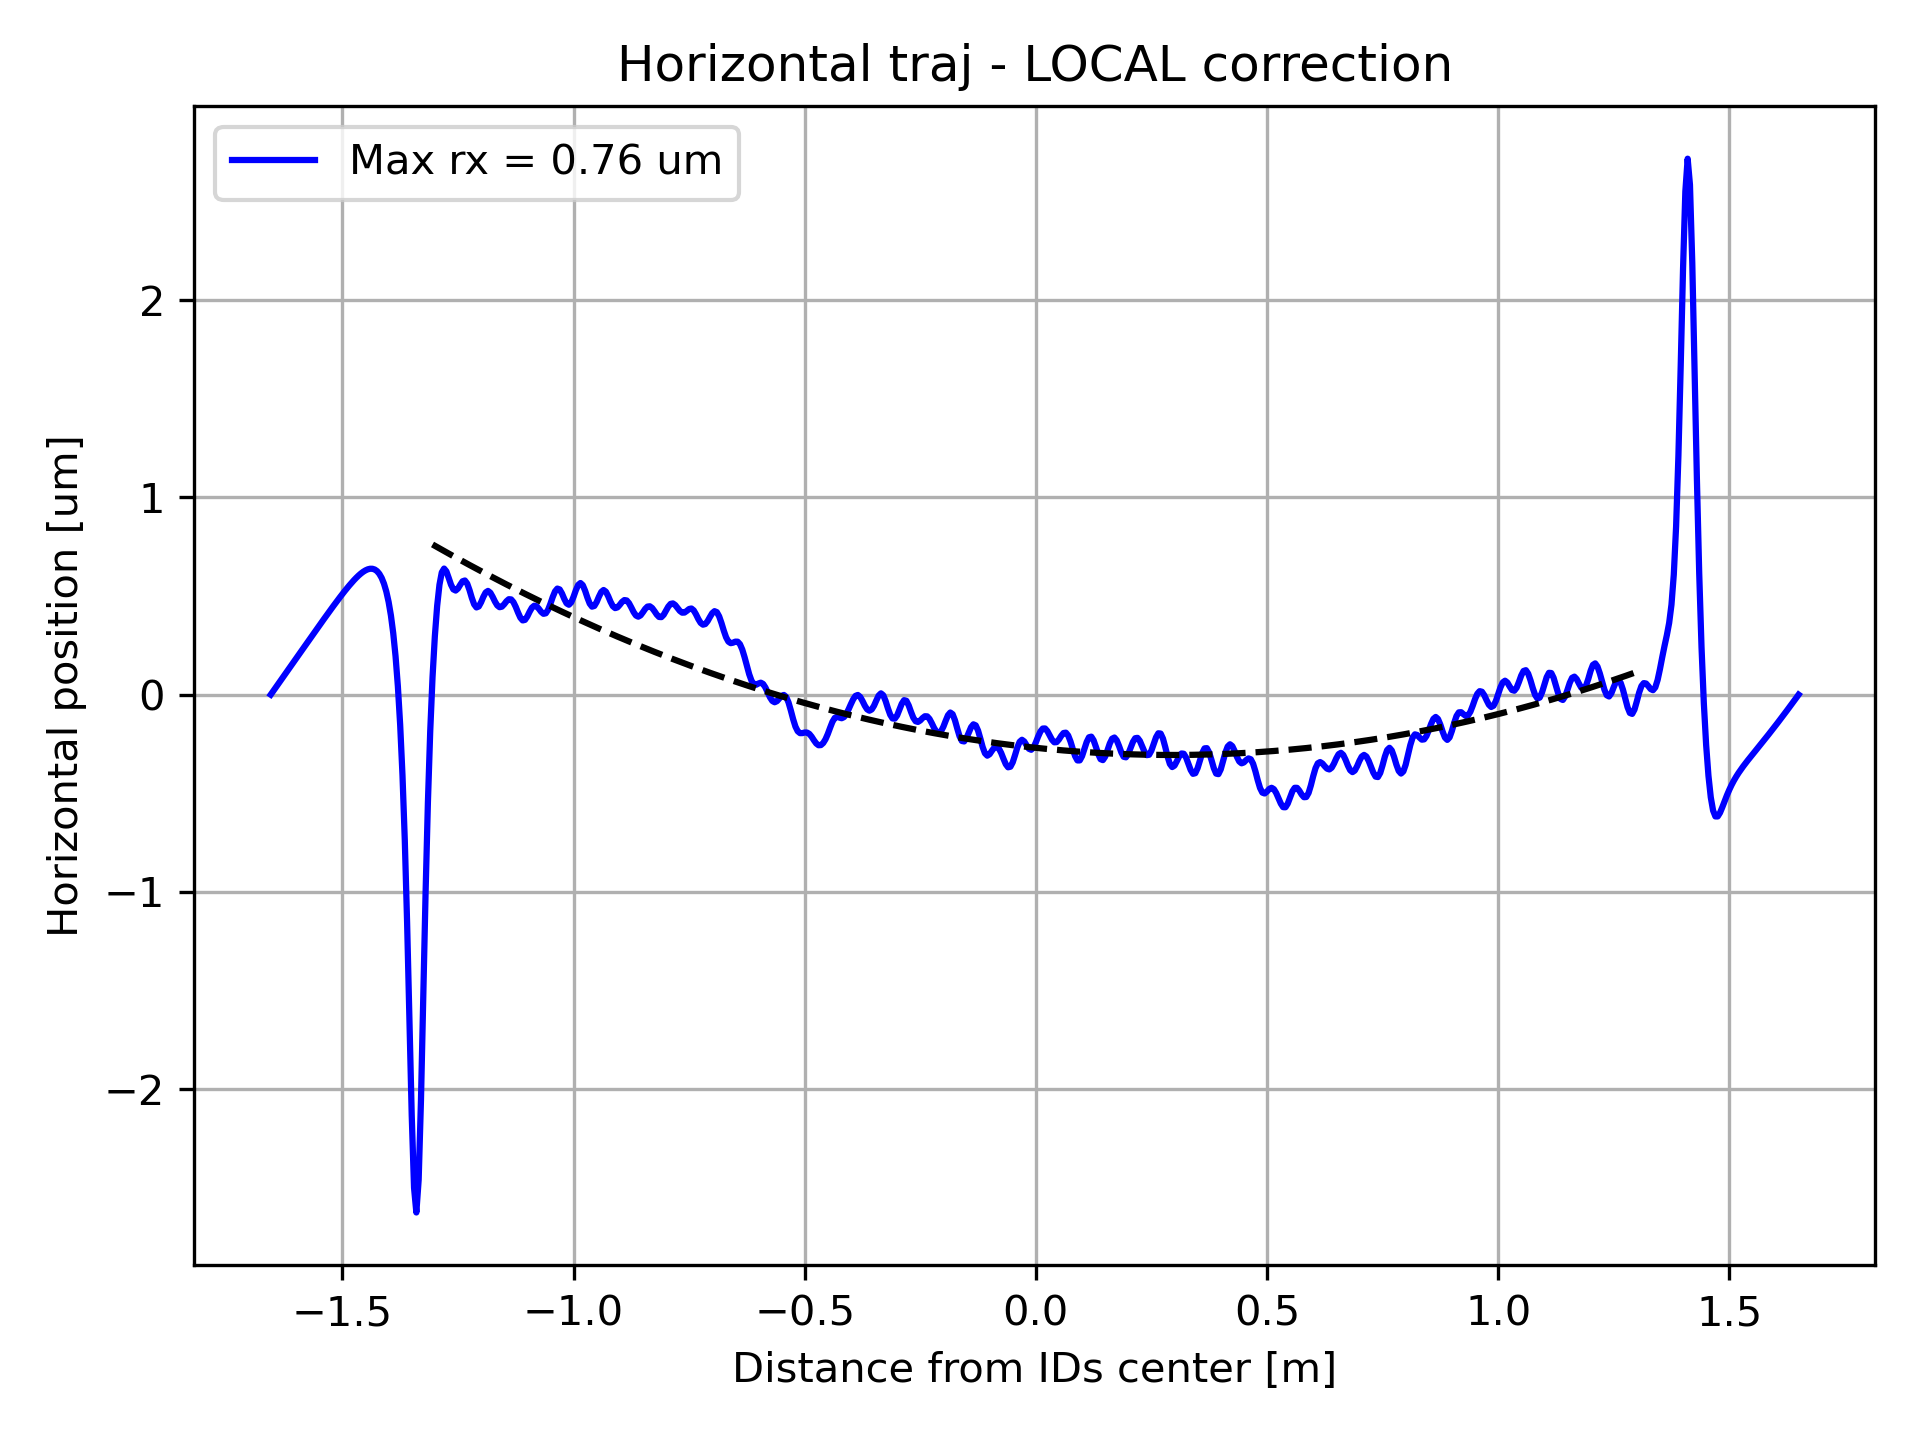 Horizontal traj - LOCAL correction
Max rx = 0.76 um
Horizontal position [um]
2
1
0
−1
−2
−1.5 −1.0 −0.5 0.0 0.5 1.0 1.5
Distance from IDs center [m]